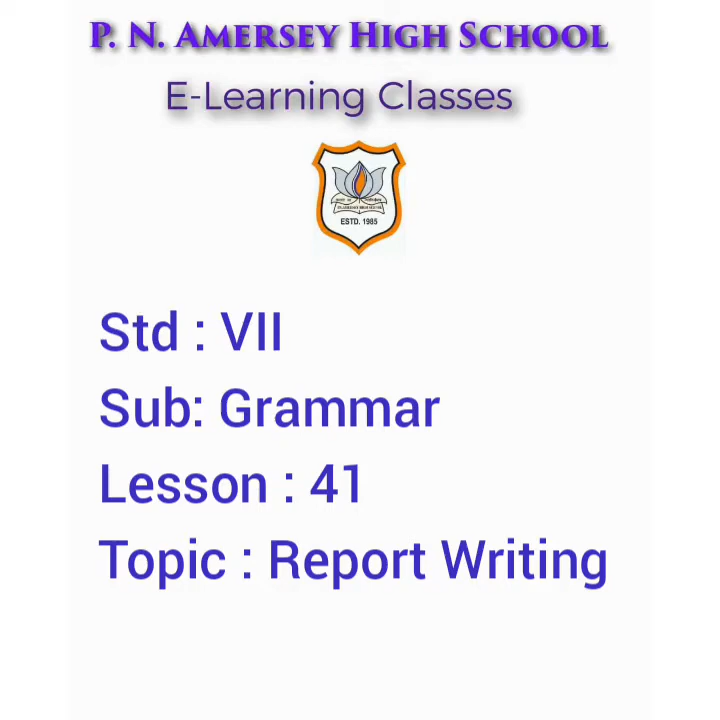 P. N. AMERSEY HIGH SCHOOL
E-Learning Classes
ESTD. 1985
Std : VII
Sub: Grammar
Lesson : 41
Topic : Report Writing